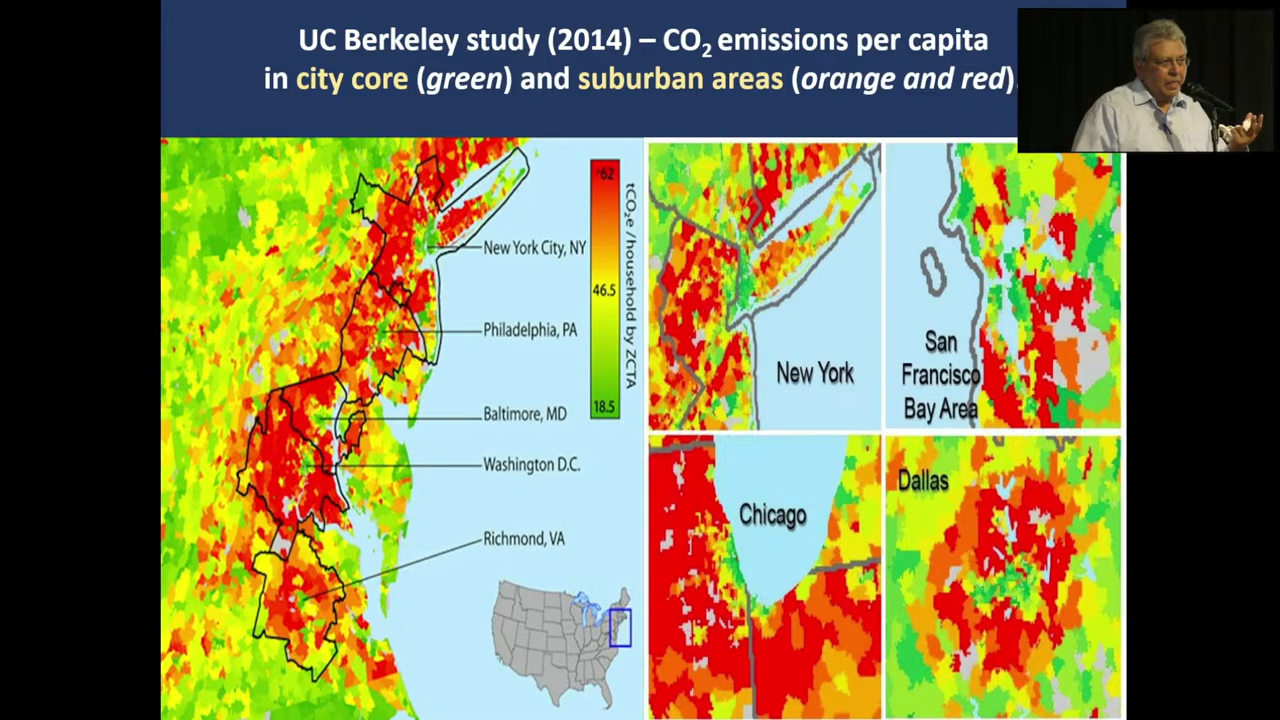 UC Berkeley study (2014) – CO₂ emissions per capita
in city core (green) and suburban areas (orange and red).
62
tCO₂e /household by ZCTA
46.5
18.5
New York City, NY
Philadelphia, PA
Baltimore, MD
Washington D.C.
Richmond, VA
New York
San
Francisco
Bay Area
Chicago
Dallas